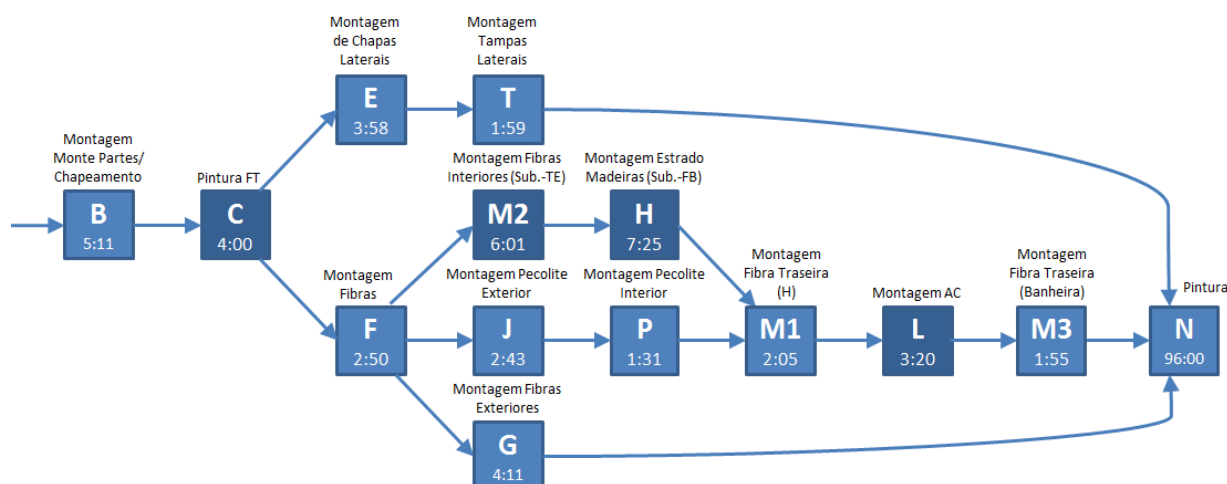 Montagem
de Chapas
Laterais
E
3:58
Montagem
Tampas
Laterais
T
1:59
Montagem
Monte Partes/
Chapeamento
B
5:11
Pintura FT
C
4:00
Montagem Fibras
Interiores (Sub.-TE)
M2
6:01
Montagem Estrado
Madeiras (Sub.-FB)
H
7:25
Montagem
Fibras
F
2:50
Montagem Pecolite
Exterior
J
2:43
Montagem Pecolite
Interior
P
1:31
Montagem
Fibra Traseira
(H)
M1
2:05
Montagem AC
L
3:20
Montagem
Fibra Traseira
(Banheira)
M3
1:55
Pintura
N
96:00
Montagem Fibras
Exteriores
G
4:11